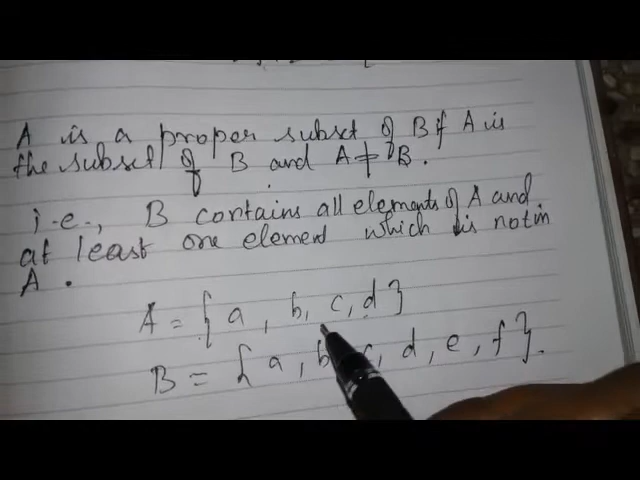 A is a proper subset of B if A is
the subset of B and A ≠ B.
i.e., B contains all elements of A and
at least one element which is not in
A.
A = { a, b, c, d }
B = { a, b, c, d, e, f }.